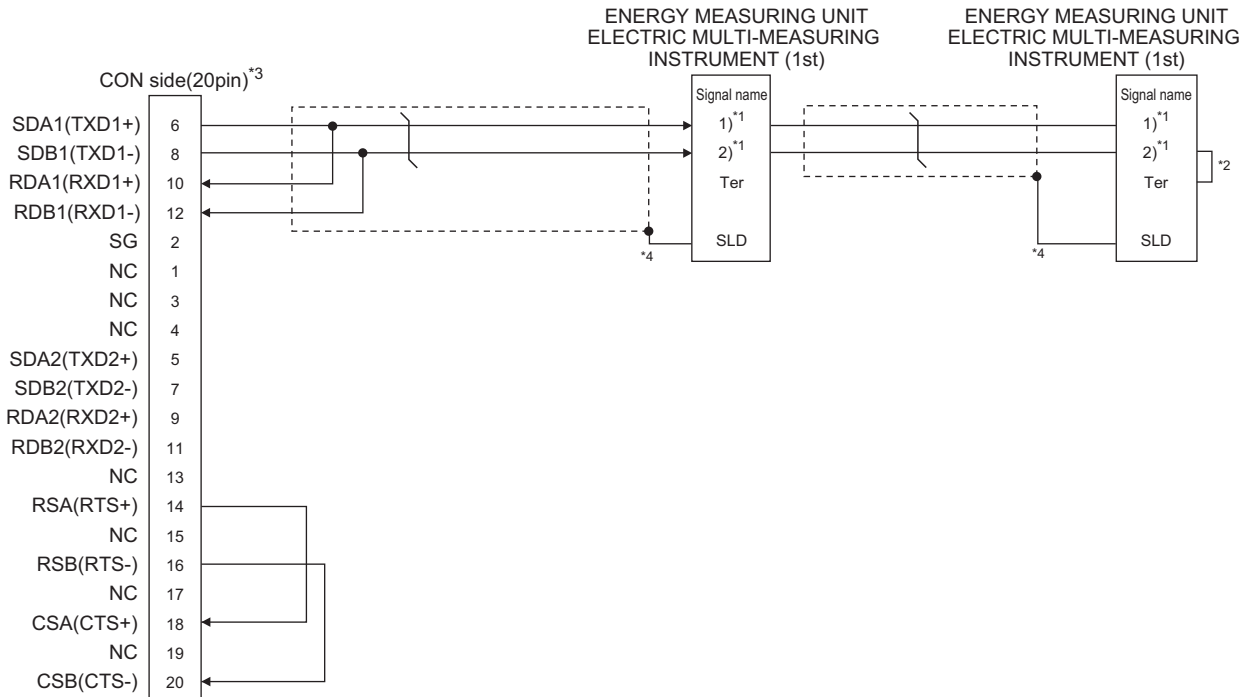 ENERGY MEASURING UNIT
ELECTRIC MULTI-MEASURING
INSTRUMENT (1st)
ENERGY MEASURING UNIT
ELECTRIC MULTI-MEASURING
INSTRUMENT (1st)
CON side(20pin)*3
SDA1(TXD1+) 6
SDB1(TXD1-) 8
RDA1(RXD1+) 10
RDB1(RXD1-) 12
SG 2
NC 1
NC 3
NC 4
SDA2(TXD2+) 5
SDB2(TXD2-) 7
RDA2(RXD2+) 9
RDB2(RXD2-) 11
NC 13
RSA(RTS+) 14
NC 15
RSB(RTS-) 16
NC 17
CSA(CTS+) 18
NC 19
CSB(CTS-) 20
Signal name
1)*1
2)*1
Ter
SLD
*4
Signal name
1)*1
2)*1
Ter
SLD
*2
*4